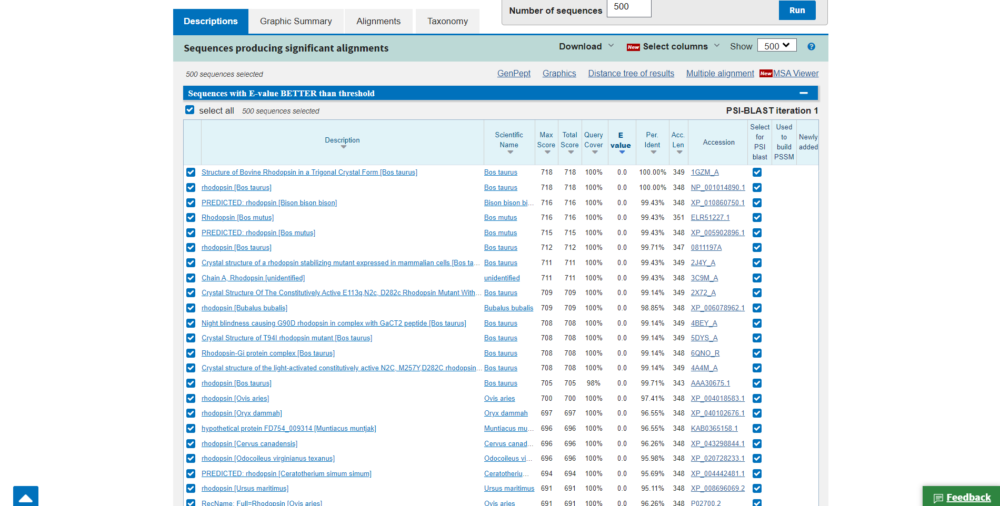 Number of sequences 500 Run
Descriptions Graphic Summary Alignments Taxonomy
Sequences producing significant alignments Download New Select columns Show 500 ?
500 sequences selected GenPept Graphics Distance tree of results Multiple alignment New MSA Viewer
Sequences with E-value BETTER than threshold
select all 500 sequences selected PSI-BLAST iteration 1
Description Scientific Name Max Score Total Score Query Cover E value Per. Ident Acc. Len Accession Select for PSI blast Used to build PSSM Newly added
Structure of Bovine Rhodopsin in a Trigonal Crystal Form [Bos taurus] Bos taurus 718 718 100% 0.0 100.00% 349 1GZM_A
rhodopsin [Bos taurus] Bos taurus 718 718 100% 0.0 100.00% 348 NP_001014890.1
PREDICTED: rhodopsin [Bison bison bison] Bison bison bi... 716 716 100% 0.0 99.43% 348 XP_010860750.1
Rhodopsin [Bos mutus] Bos mutus 716 716 100% 0.0 99.43% 351 ELR51227.1
PREDICTED: rhodopsin [Bos mutus] Bos mutus 715 715 100% 0.0 99.43% 348 XP_005902896.1
rhodopsin [Bos taurus] Bos taurus 712 712 100% 0.0 99.71% 347 0811197A
Crystal structure of a rhodopsin stabilizing mutant expressed in mammalian cells [Bos ta... Bos taurus 711 711 100% 0.0 99.43% 349 2J4Y_A
Chain A, Rhodopsin [unidentified] unidentified 711 711 100% 0.0 99.43% 348 3C9M_A
Crystal Structure Of The Constitutively Active E113q,N2c, D282c Rhodopsin Mutant With... Bos taurus 709 709 100% 0.0 99.14% 349 2X72_A
rhodopsin [Bubalus bubalis] Bubalus bubalis 709 709 100% 0.0 98.85% 348 XP_006078962.1
Night blindness causing G90D rhodopsin in complex with GaCT2 peptide [Bos taurus] Bos taurus 708 708 100% 0.0 99.14% 349 4BEY_A
Crystal Structure of T94I rhodopsin mutant [Bos taurus] Bos taurus 708 708 100% 0.0 99.14% 349 5DYS_A
Rhodopsin-Gi protein complex [Bos taurus] Bos taurus 708 708 100% 0.0 99.14% 348 6QNO_R
Crystal structure of the light-activated constitutively active N2C, M257Y,D282C rhodopsin... Bos taurus 708 708 100% 0.0 99.14% 349 4A4M_A
rhodopsin [Bos taurus] Bos taurus 705 705 98% 0.0 99.71% 343 AAA30675.1
rhodopsin [Ovis aries] Ovis aries 700 700 100% 0.0 97.41% 348 XP_004018583.1
rhodopsin [Oryx dammah] Oryx dammah 697 697 100% 0.0 96.55% 348 XP_040102676.1
hypothetical protein FD754_009314 [Muntiacus muntjak] Muntiacus mu... 696 696 100% 0.0 96.55% 348 KAB0365158.1
rhodopsin [Cervus canadensis] Cervus canad... 696 696 100% 0.0 96.26% 348 XP_043298844.1
rhodopsin [Odocoileus virginianus texanus] Odocoileus vi... 696 696 100% 0.0 95.98% 348 XP_020728233.1
PREDICTED: rhodopsin [Ceratotherium simum simum] Ceratotheriu... 694 694 100% 0.0 95.69% 348 XP_004442481.1
rhodopsin [Ursus maritimus] Ursus maritimus 691 691 100% 0.0 95.11% 348 XP_008696069.2
RecName: Full=Rhodopsin [Ovis aries] Ovis aries 691 691 100% 0.0 96.26% 348 P02700.2
Feedback